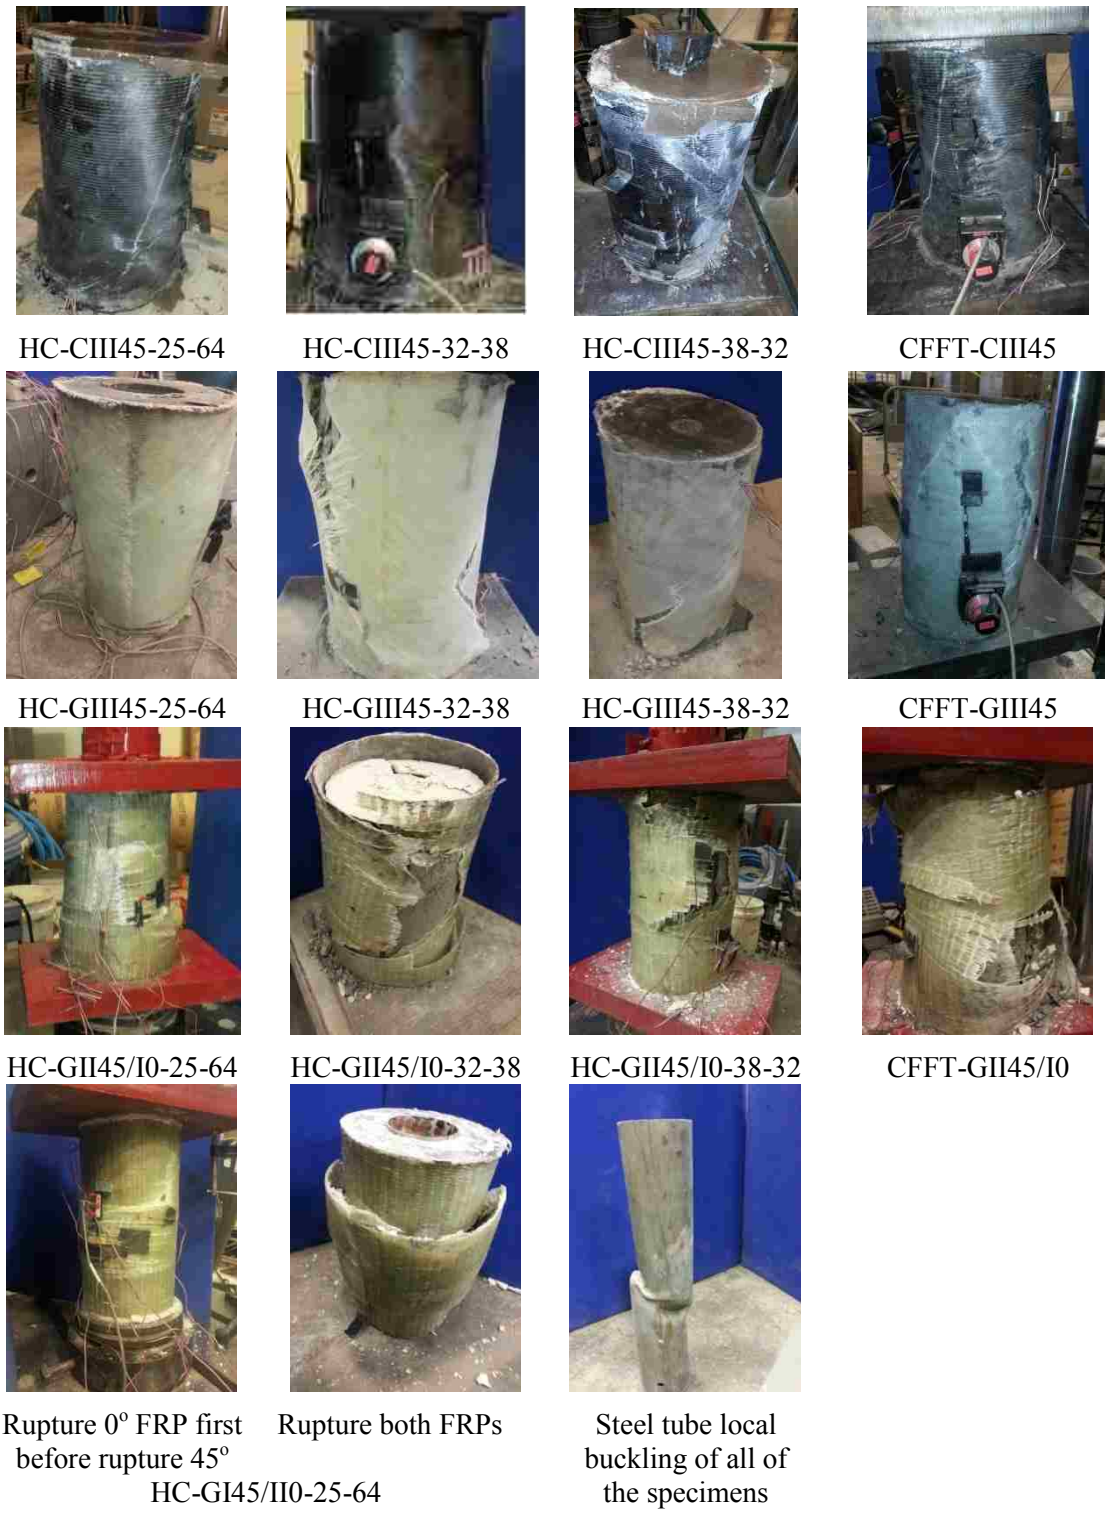 HC-CIII45-25-64 HC-CIII45-32-38 HC-CIII45-38-32 CFFT-CIII45
HC-GIII45-25-64 HC-GIII45-32-38 HC-GIII45-38-32 CFFT-GIII45
HC-GII45/I0-25-64 HC-GII45/I0-32-38 HC-GII45/I0-38-32 CFFT-GII45/I0
Rupture 0° FRP first
before rupture 45°
Rupture both FRPs
HC-GI45/II0-25-64
Steel tube local
buckling of all of
the specimens